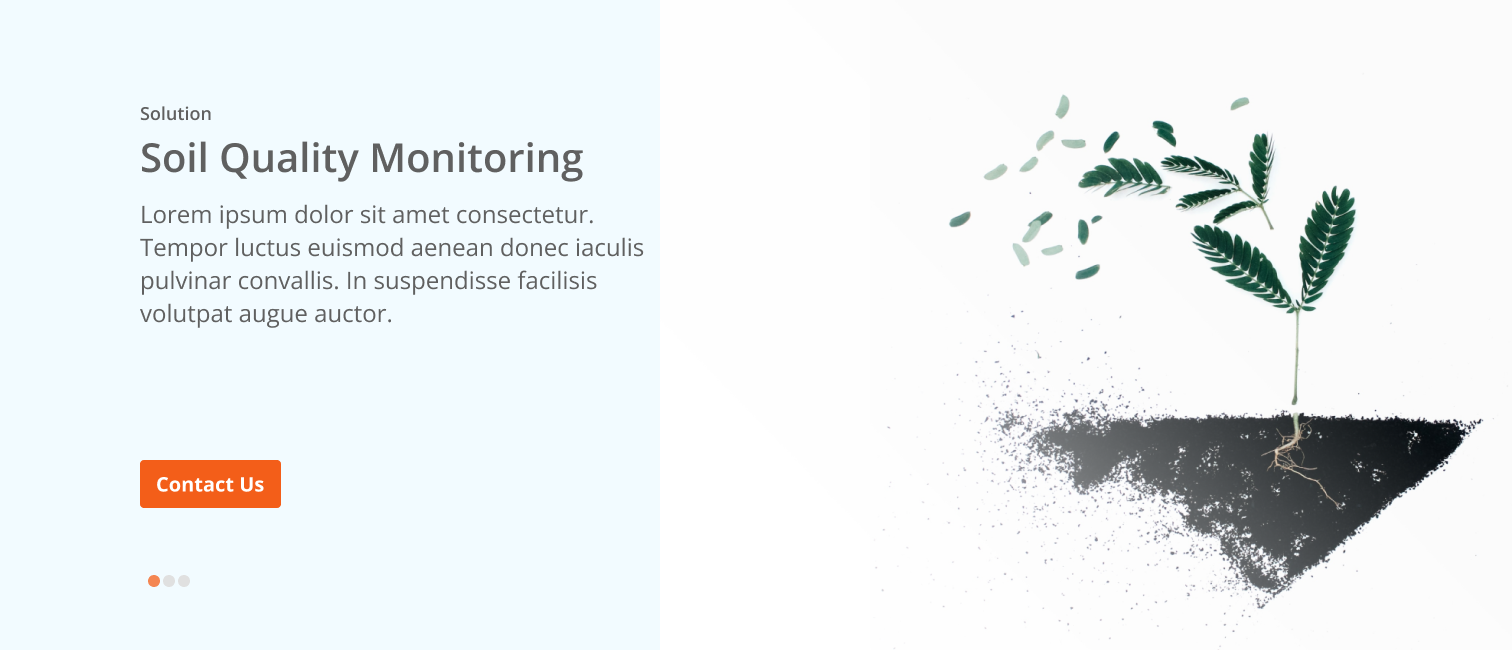 Solution
Soil Quality Monitoring
Lorem ipsum dolor sit amet consectetur.
Tempor luctus euismod aenean donec iaculis
pulvinar convallis. In suspendisse facilisis
volutpat augue auctor.
Contact Us